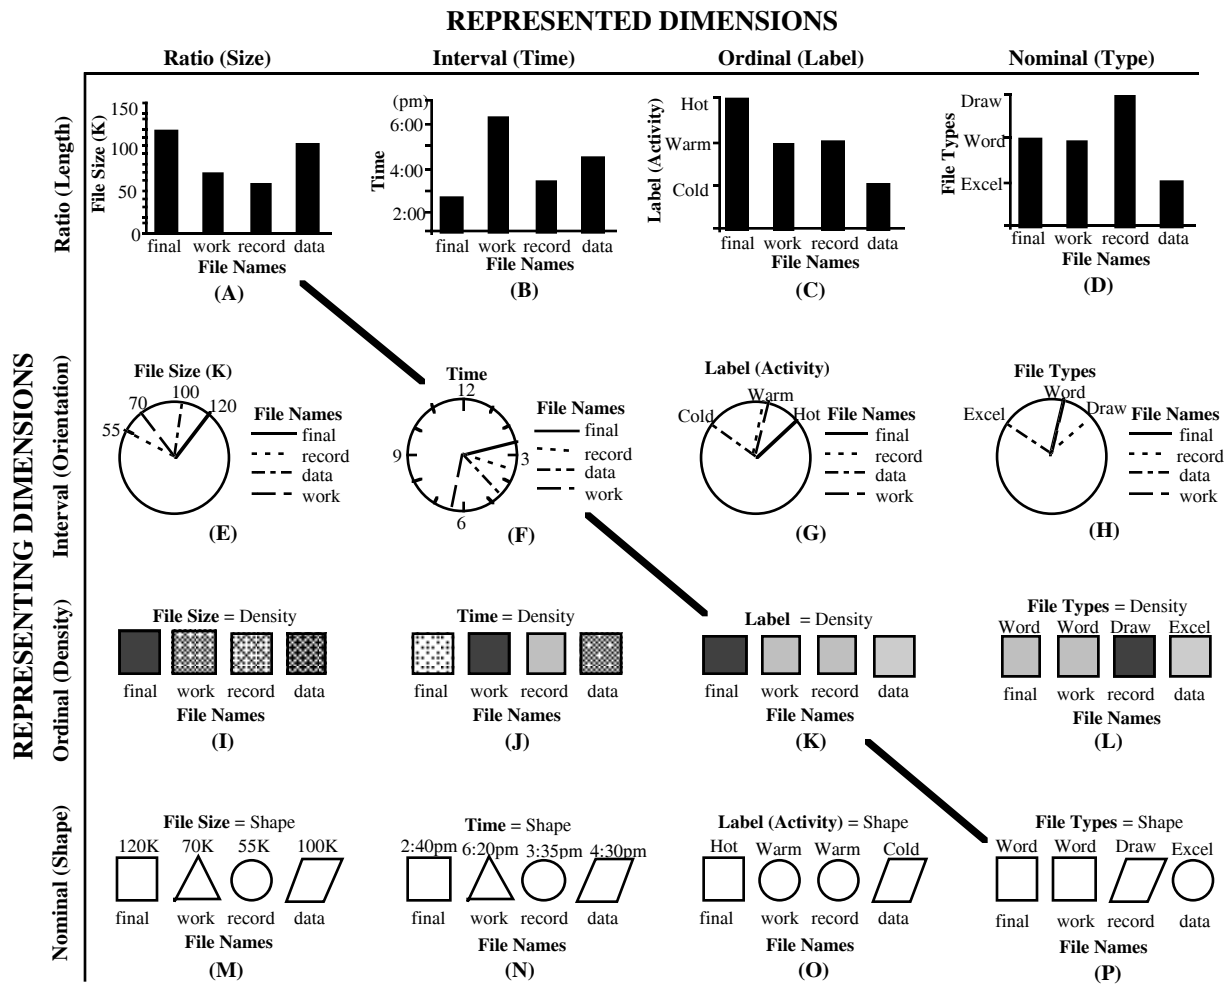 REPRESENTED DIMENSIONS
Ratio (Size) Interval (Time) Ordinal (Label) Nominal (Type)
REPRESENTING DIMENSIONS
Ratio (Length)
File Size (K)
150
100
50
0
final work record data
File Names
(A)
Time
(pm)
6:00
4:00
2:00
final work record data
File Names
(B)
Label (Activity)
Hot
Warm
Cold
final work record data
File Names
(C)
File Types
Draw
Word
Excel
final work record data
File Names
(D)
Interval (Orientation)
File Size (K)
55 70 100 120
File Names
final
record
data
work
(E)
Time
12
3
6
9
File Names
final
record
data
work
(F)
Label (Activity)
Cold Warm Hot
File Names
final
record
data
work
(G)
File Types
Excel Word Draw
File Names
final
record
data
work
(H)
Ordinal (Density)
File Size = Density
final work record data
File Names
(I)
Time = Density
final work record data
File Names
(J)
Label = Density
final work record data
File Names
(K)
File Types = Density
Word Word Draw Excel
final work record data
File Names
(L)
Nominal (Shape)
File Size = Shape
120K 70K 55K 100K
final work record data
File Names
(M)
Time = Shape
2:40pm 6:20pm 3:35pm 4:30pm
final work record data
File Names
(N)
Label (Activity) = Shape
Hot Warm Warm Cold
final work record data
File Names
(O)
File Types = Shape
Word Word Draw Excel
final work record data
File Names
(P)